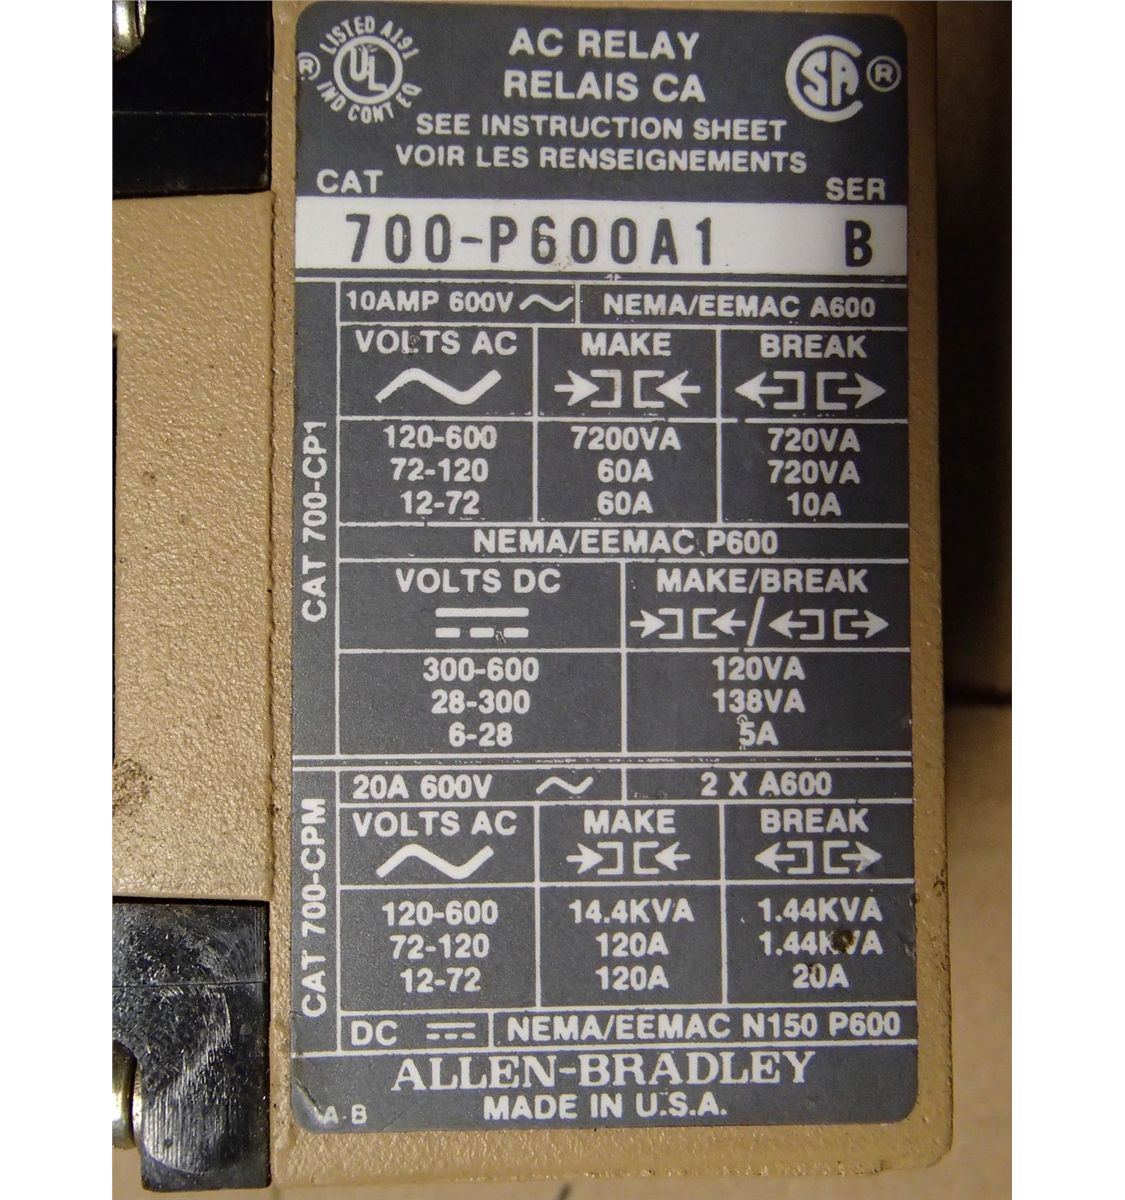 LISTED A191
UL
IND CONT EQ
®
AC RELAY
RELAIS CA
SA ®
SEE INSTRUCTION SHEET
VOIR LES RENSEIGNEMENTS
CAT
SER
700-P600A1 B
CAT 700-CP1
10AMP 600V NEMA/EEMAC A600
VOLTS AC MAKE BREAK
120-600 7200VA 720VA
72-120 60A 720VA
12-72 60A 10A
NEMA/EEMAC P600
VOLTS DC MAKE/BREAK
300-600 120VA
28-300 138VA
6-28 5A
CAT 700-CPM
20A 600V 2 X A600
VOLTS AC MAKE BREAK
120-600 14.4KVA 1.44KVA
72-120 120A 1.44KVA
12-72 120A 20A
DC NEMA/EEMAC N150 P600
ALLEN-BRADLEY
A-B MADE IN U.S.A.